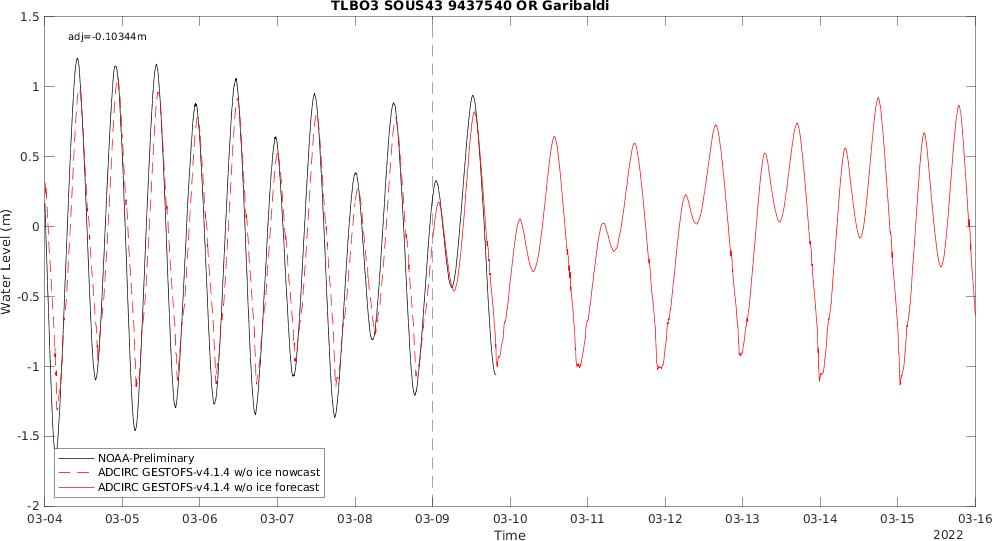 TLBO3 SOUS43 9437540 OR Garibaldi
adj=-0.10344m
1.5
1
0.5
0
-0.5
-1
-1.5
-2
Water Level (m)
NOAA-Preliminary
ADCIRC GESTOFS-v4.1.4 w/o ice nowcast
ADCIRC GESTOFS-v4.1.4 w/o ice forecast
03-04 03-05 03-06 03-07 03-08 03-09 03-10 03-11 03-12 03-13 03-14 03-15 03-16
Time
2022